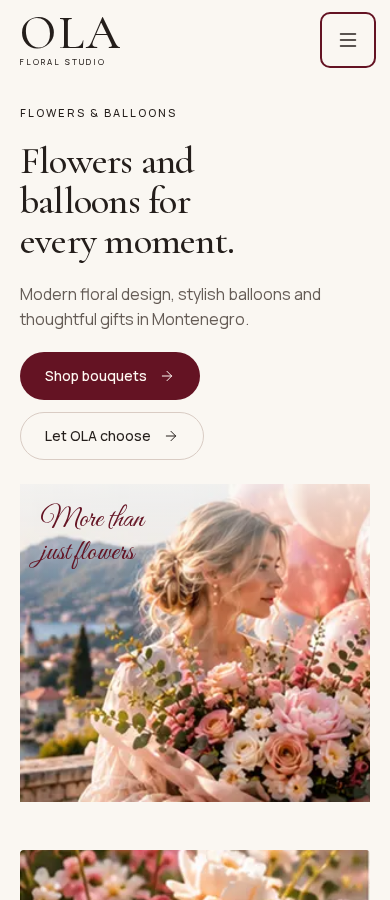 OLA
FLORAL STUDIO
FLOWERS & BALLOONS
Flowers and
balloons for
every moment.
Modern floral design, stylish balloons and
thoughtful gifts in Montenegro.
Shop bouquets →
Let OLA choose →
More than
just flowers